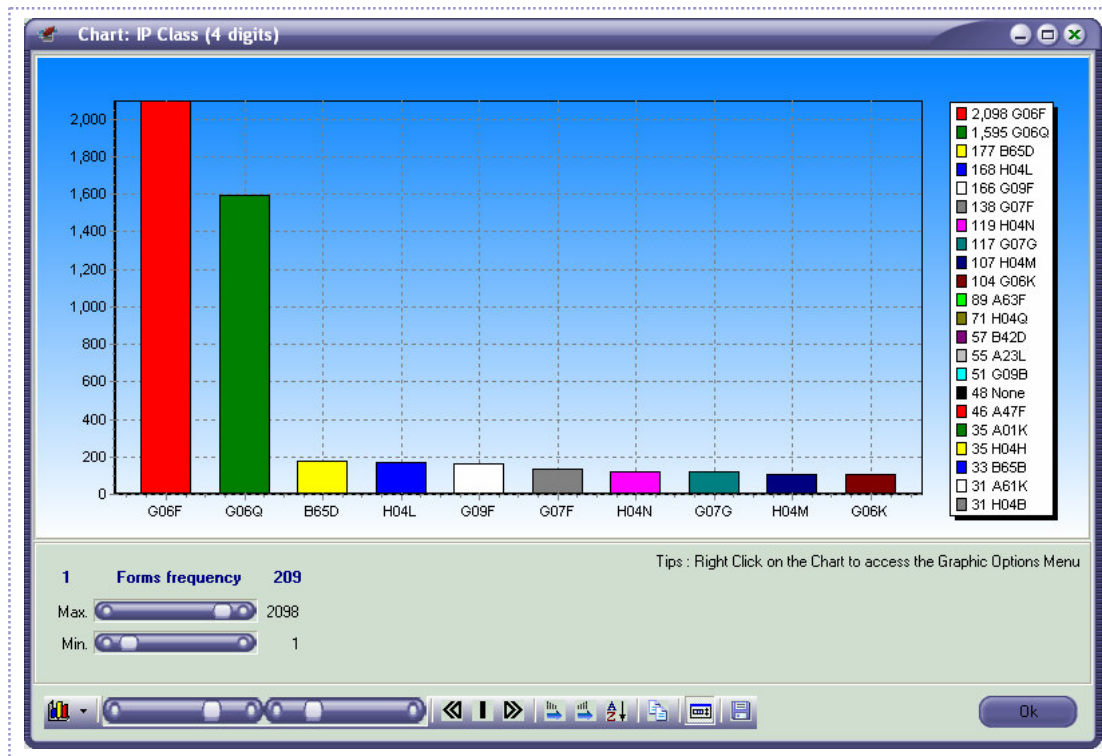 Chart: IP Class (4 digits)
2,000
1,800
1,600
1,400
1,200
1,000
800
600
400
200
0
G06F G06Q B65D H04L G09F G07F H04N G07G H04M G06K
2,098 G06F
1,595 G06Q
177 B65D
168 H04L
166 G09F
138 G07F
119 H04N
117 G07G
107 H04M
104 G06K
89 A63F
71 H04Q
57 B42D
55 A23L
51 G09B
48 None
46 A47F
35 A01K
35 H04H
33 B65B
31 A61K
31 H04B
Tips : Right Click on the Chart to access the Graphic Options Menu
1 Forms frequency 209
Max. 2098
Min. 1
A
Z
Ok